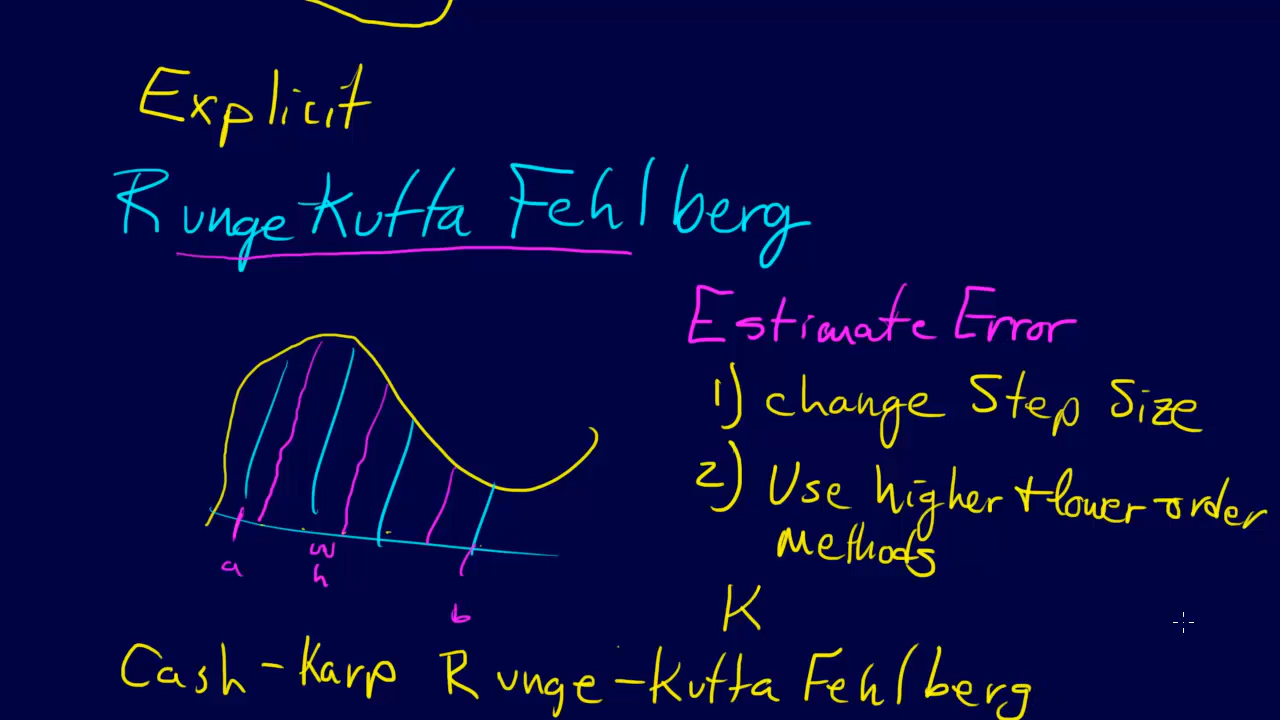 Explicit
Runge Kutta Fehlberg
Estimate Error
1) change Step Size
2) Use higher + lower-order
methods
a
h
b
K
Cash-Karp Runge-Kutta Fehlberg